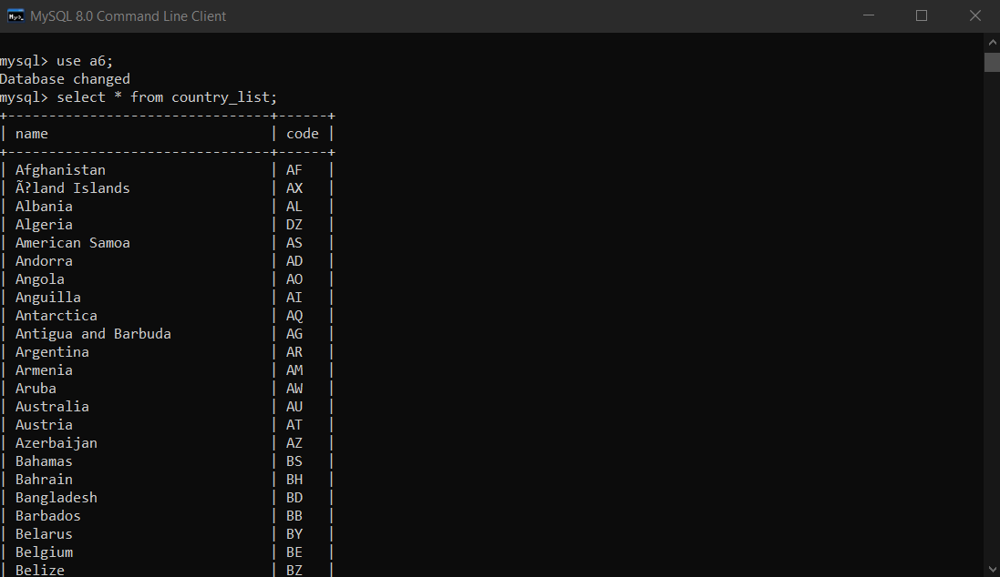 MySQL 8.0 Command Line Client
mysql> use a6;
Database changed
mysql> select * from country_list;
+--------------------------------+------+
| name                           | code |
+--------------------------------+------+
| Afghanistan                    | AF   |
| Ã?land Islands                 | AX   |
| Albania                        | AL   |
| Algeria                        | DZ   |
| American Samoa                 | AS   |
| Andorra                        | AD   |
| Angola                         | AO   |
| Anguilla                       | AI   |
| Antarctica                     | AQ   |
| Antigua and Barbuda            | AG   |
| Argentina                      | AR   |
| Armenia                        | AM   |
| Aruba                          | AW   |
| Australia                      | AU   |
| Austria                        | AT   |
| Azerbaijan                     | AZ   |
| Bahamas                        | BS   |
| Bahrain                        | BH   |
| Bangladesh                     | BD   |
| Barbados                       | BB   |
| Belarus                        | BY   |
| Belgium                        | BE   |
| Belize                         | BZ   |